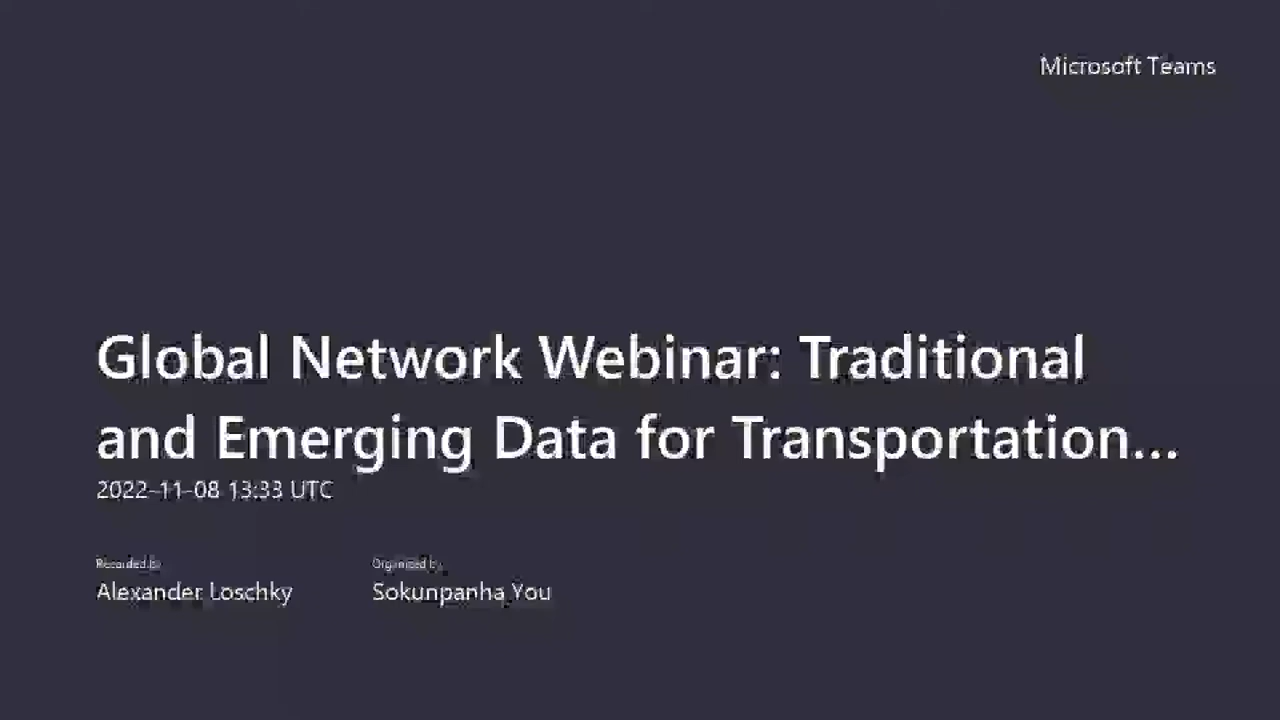 Microsoft Teams
Global Network Webinar: Traditional
and Emerging Data for Transportation...
2022-11-08 13:33 UTC
Recorded by
Organized by
Alexander Loschky
Sokunpanha You